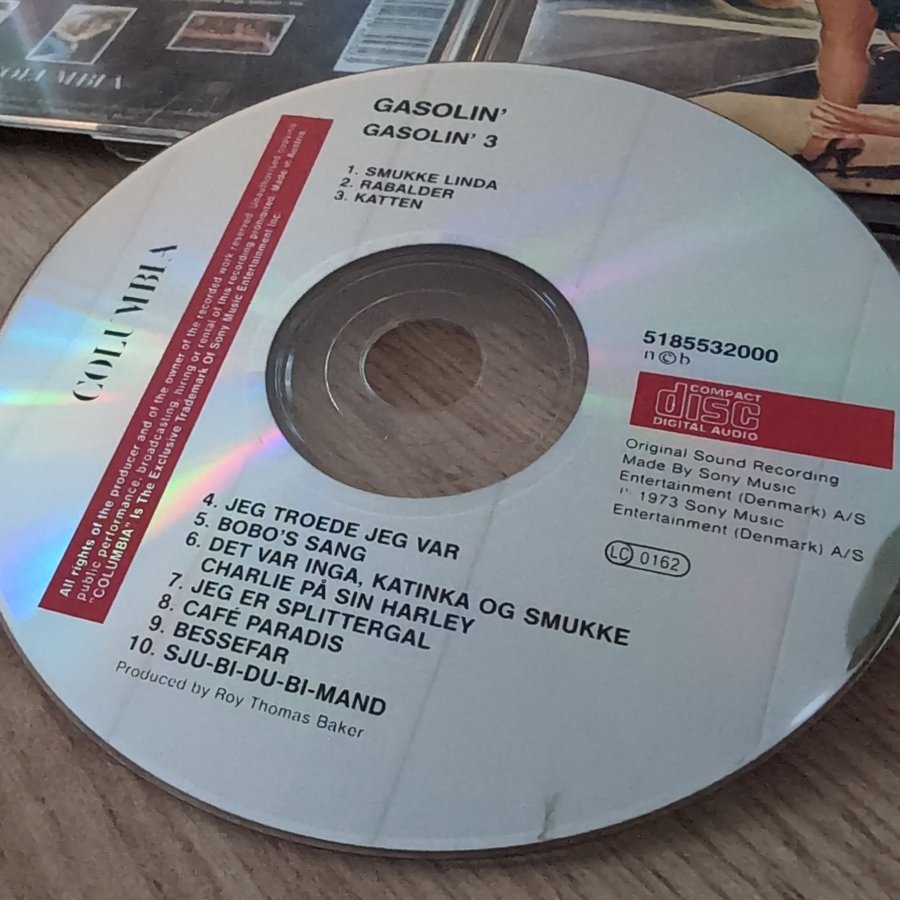 COLUMBIA
GASOLIN'
GASOLIN' 3
1. SMUKKE LINDA
2. RABALDER
3. KATTEN
COLUMBIA
All rights of the producer and of the owner of the recorded work reserved. Unauthorised copying
public performance, broadcasting, hiring or rental of this recording prohibited. Made in Austria.
"COLUMBIA" Is The Exclusive Trademark Of Sony Music Entertainment Inc.
5185532000
n©b
COMPACT
disc
DIGITAL AUDIO
Original Sound Recording
Made By Sony Music
Entertainment (Denmark) A/S
1973 Sony Music
Entertainment (Denmark) A/S
LC 0162
4. JEG TROEDE JEG VAR
5. BOBO'S SANG
6. DET VAR INGA, KATINKA OG SMUKKE
CHARLIE PÅ SIN HARLEY
7. JEG ER SPLITTERGAL
8. CAFÉ PARADIS
9. BESSEFAR
10. SJU-BI-DU-BI-MAND
Produced by Roy Thomas Baker